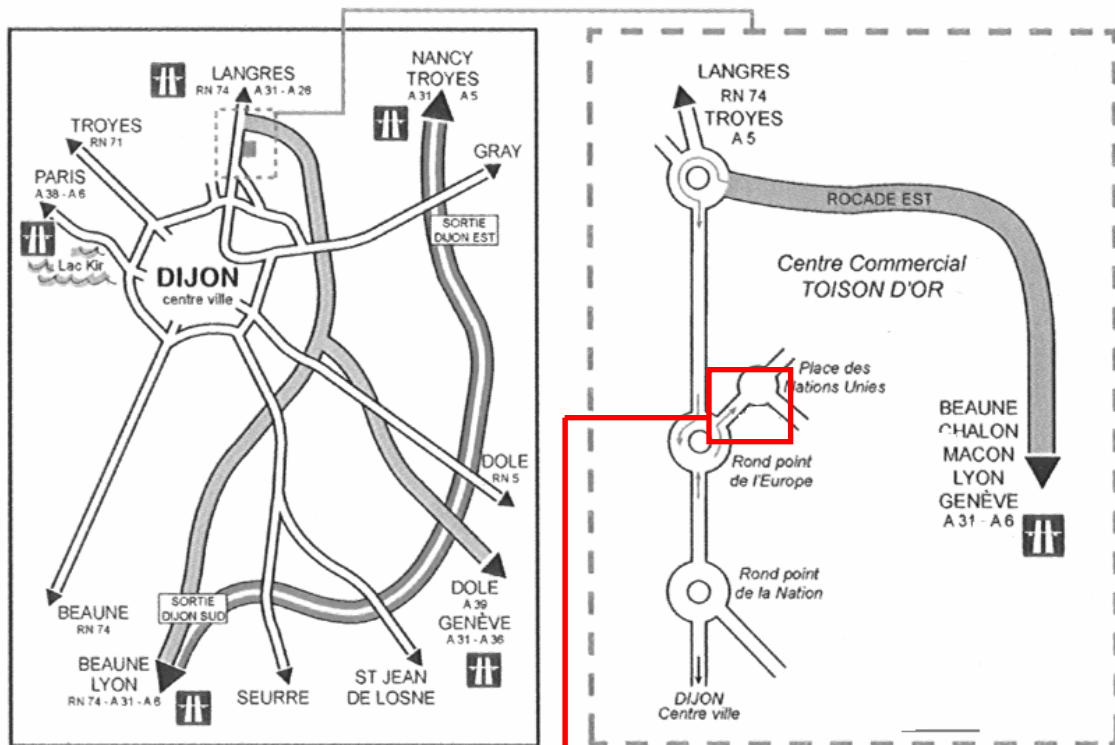 LANGRES
RN 74 A 31 - A 26
NANCY
TROYES
A 31 A 5
TROYES
RN 71
GRAY
PARIS
A 38 - A 6
SORTIE
DIJON EST
Lac Kir
DIJON
centre ville
DOLE
RN 5
DOLE
A 39
GENÈVE
A 31 - A 36
BEAUNE
RN 74
SORTIE
DIJON SUD
BEAUNE
LYON
RN 74 - A 31 - A 6
SEURRE
ST JEAN
DE LOSNE
LANGRES
RN 74
TROYES
A 5
ROCADE EST
Centre Commercial
TOISON D'OR
Place des
Nations Unies
BEAUNE
CHALON
MACON
LYON
GENÈVE
A 31 - A 6
Rond point
de l'Europe
Rond point
de la Nation
DIJON
Centre ville